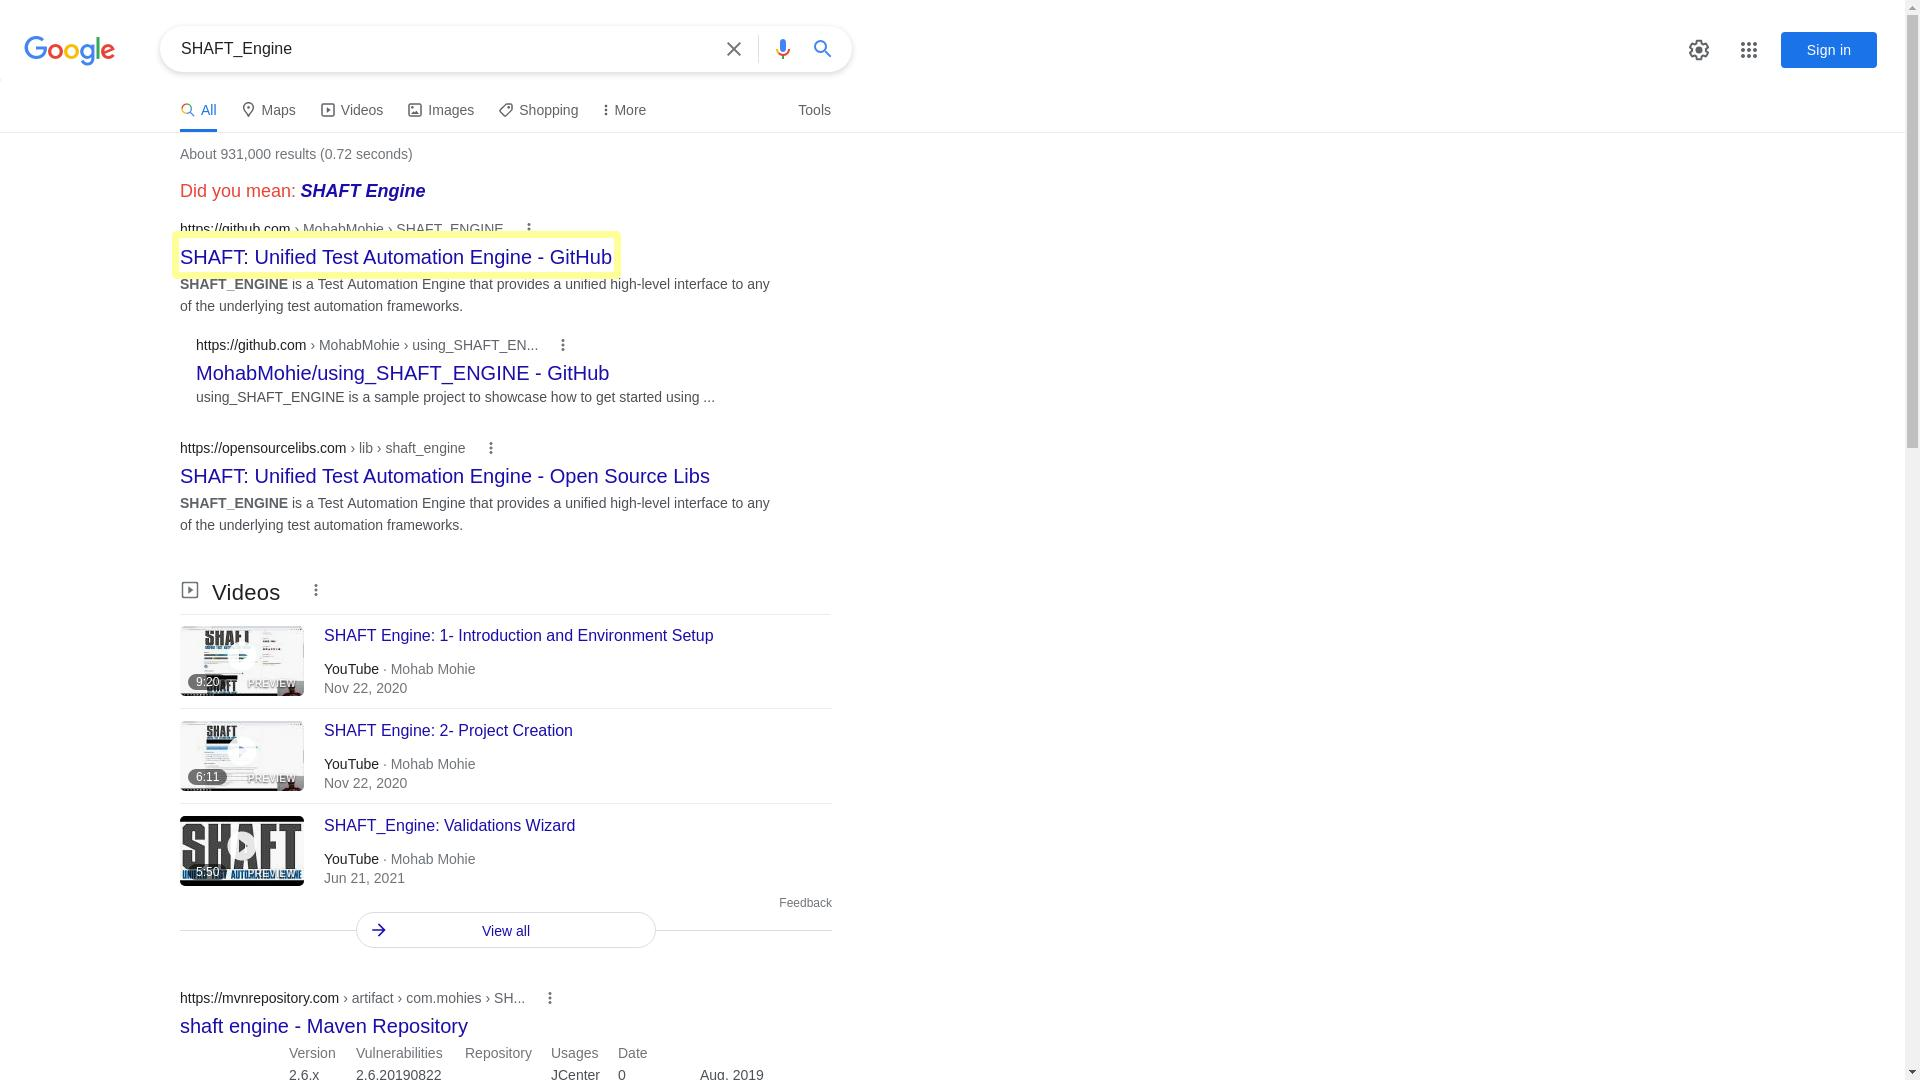 Google
SHAFT_Engine
Sign in
All
Maps
Videos
Images
Shopping
More
Tools
About 931,000 results (0.72 seconds)
Did you mean: SHAFT Engine
https://github.com › MohabMohie › SHAFT_ENGINE
SHAFT: Unified Test Automation Engine - GitHub
SHAFT_ENGINE is a Test Automation Engine that provides a unified high-level interface to any
of the underlying test automation frameworks.
https://github.com › MohabMohie › using_SHAFT_EN...
MohabMohie/using_SHAFT_ENGINE - GitHub
using_SHAFT_ENGINE is a sample project to showcase how to get started using ...
https://opensourcelibs.com › lib › shaft_engine
SHAFT: Unified Test Automation Engine - Open Source Libs
SHAFT_ENGINE is a Test Automation Engine that provides a unified high-level interface to any
of the underlying test automation frameworks.
Videos
SHAFT
9:20
PREVIEW
SHAFT Engine: 1- Introduction and Environment Setup
YouTube · Mohab Mohie
Nov 22, 2020
SHAFT
6:11
PREVIEW
SHAFT Engine: 2- Project Creation
YouTube · Mohab Mohie
Nov 22, 2020
SHAFT
5:50
PREVIEW
SHAFT_Engine: Validations Wizard
YouTube · Mohab Mohie
Jun 21, 2021
Feedback
View all
https://mvnrepository.com › artifact › com.mohies › SH...
shaft engine - Maven Repository
Version Vulnerabilities Repository Usages Date
2.6.x 2.6.20190822 JCenter 0 Aug, 2019